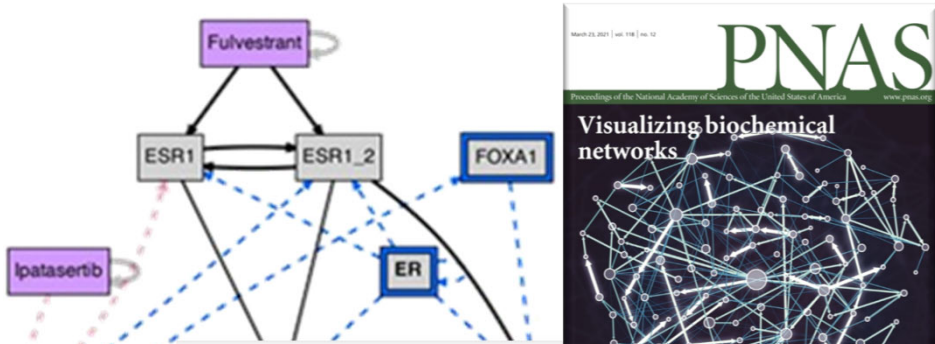 Fulvestrant
ESR1
ESR1_2
FOXA1
ER
Ipatasertib
March 23, 2021 | vol. 118 | no. 12
PNAS
Proceedings of the National Academy of Sciences of the United States of America
www.pnas.org
Visualizing biochemical
networks